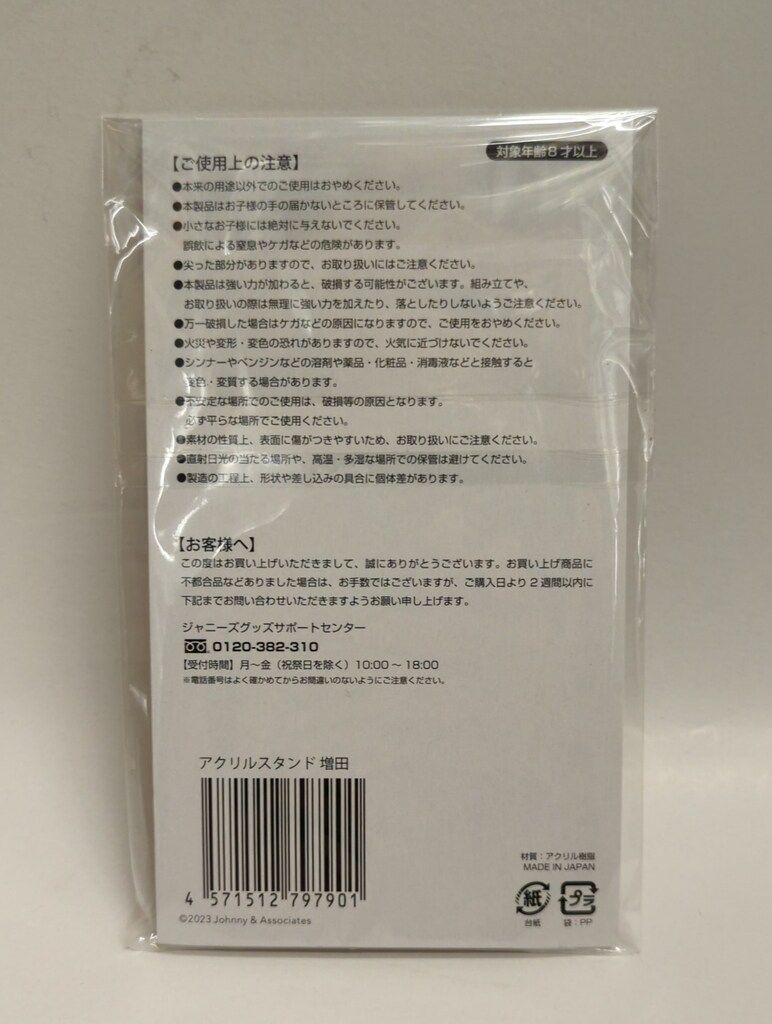 対象年齢8才以上
【ご使用上の注意】
●本来の用途以外でのご使用はおやめください。
●本製品はお子様の手の届かないところに保管してください。
●小さなお子様には絶対に与えないでください。
誤飲による窒息やケガなどの危険があります。
●尖った部分がありますので、お取り扱いにはご注意ください。
●本製品は強い力が加わると、破損する可能性がございます。組み立てや、
お取り扱いの際は無理に強い力を加えたり、落としたりしないようご注意ください。
●万一破損した場合はケガなどの原因になりますので、ご使用をおやめください。
●火災や変形・変色の恐れがありますので、火気に近づけないでください。
●シンナーやベンジンなどの溶剤や薬品・化粧品・消毒液などと接触すると
変色・変質する場合があります。
●不安定な場所でのご使用は、破損等の原因となります。
必ず平らな場所でご使用ください。
●素材の性質上、表面に傷がつきやすいため、お取り扱いにご注意ください。
●直射日光の当たる場所や、高温・多湿な場所での保管は避けてください。
●製造の工程上、形状や差し込みの具合に個体差があります。
【お客様へ】
この度はお買い上げいただきまして、誠にありがとうございます。お買い上げ商品に
不都合品などありました場合は、お手数ではございますが、ご購入日より2週間以内に
下記までお問い合わせいただきますようお願い申し上げます。
ジャニーズグッズサポートセンター
0120-382-310
【受付時間】月～金（祝祭日を除く）10:00～18:00
※電話番号はよく確かめてからお間違いのないようにご注意ください。
アクリルスタンド 増田
4 571512 797901
©2023 Johnny & Associates
材質：アクリル樹脂
MADE IN JAPAN
紙 プラ
台紙 袋：PP